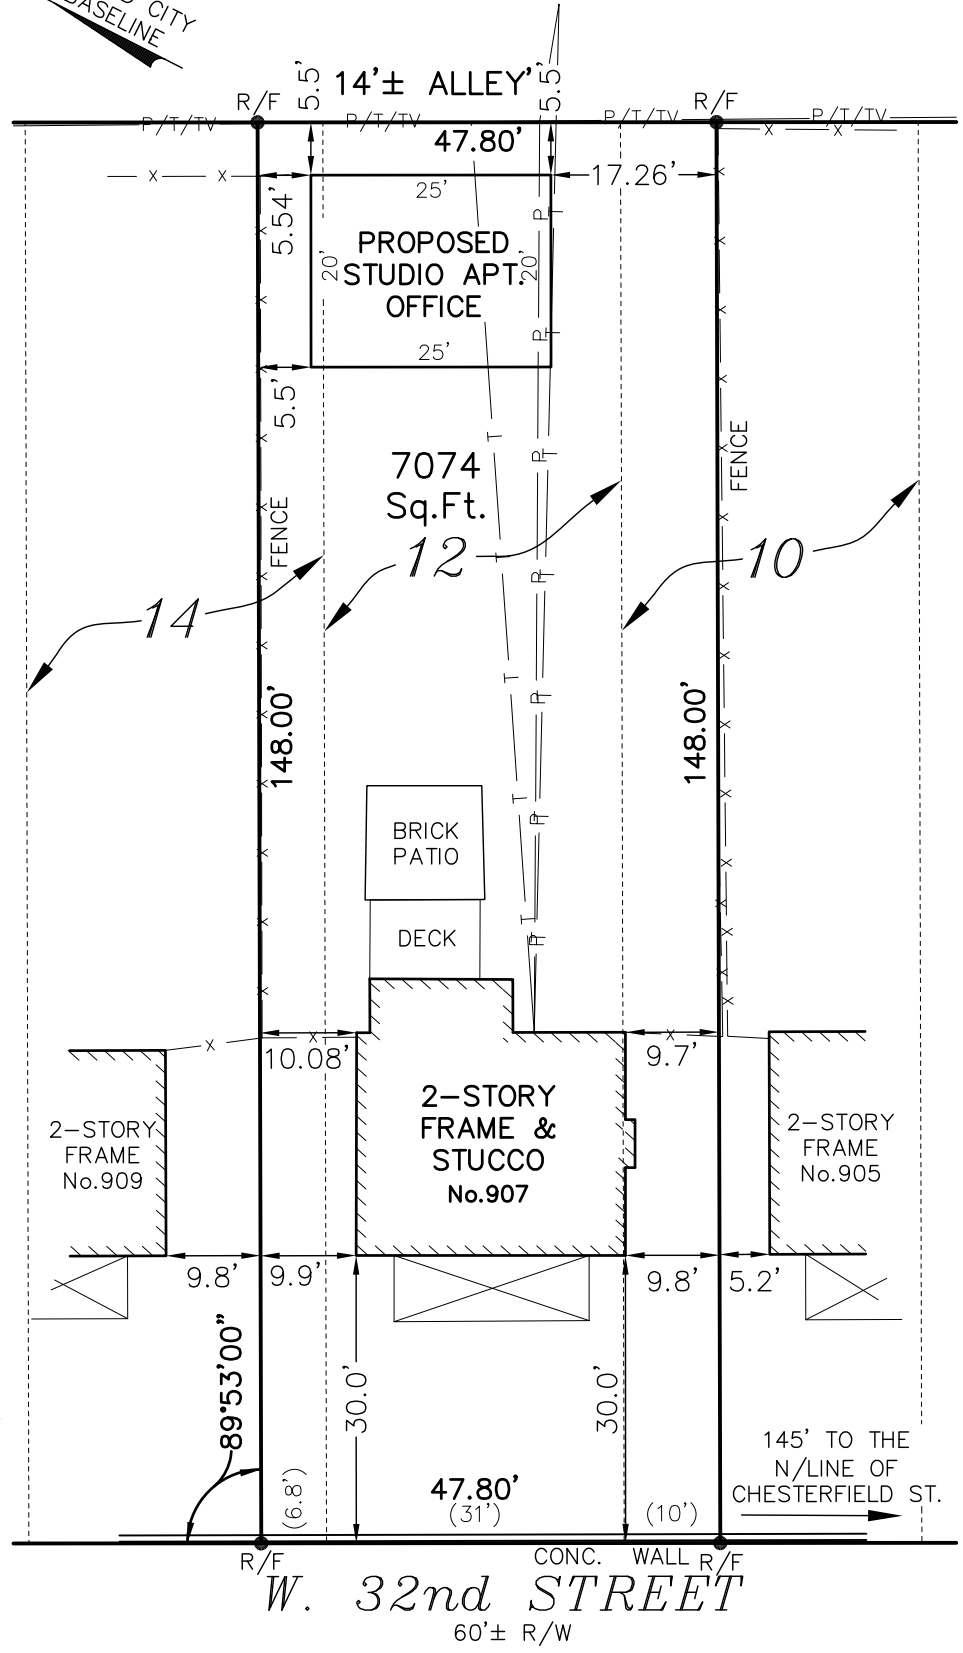 CITY
BASELINE
14'± ALLEY'
5.5'
5.5'
R/F
R/F
P/T/TV
P/T/TV
P/T/TV
P/T/TV
47.80'
X
X
X
X
17.26'
5.54'
25'
PROPOSED
STUDIO APT.
OFFICE
20'
20'
25'
5.5'
7074
Sq.Ft.
FENCE
FENCE
14
12
10
148.00'
148.00'
BRICK
PATIO
DECK
X
X
X
10.08'
9.7'
2-STORY
FRAME
No.909
2-STORY
FRAME &
STUCCO
No.907
2-STORY
FRAME
No.905
9.8'
9.9'
9.8'
5.2'
89°53'00"
30.0'
30.0'
145' TO THE
N/LINE OF
CHESTERFIELD ST.
(6.8')
47.80'
(31')
(10')
R/F
CONC. WALL
R/F
W. 32nd STREET
60'± R/W